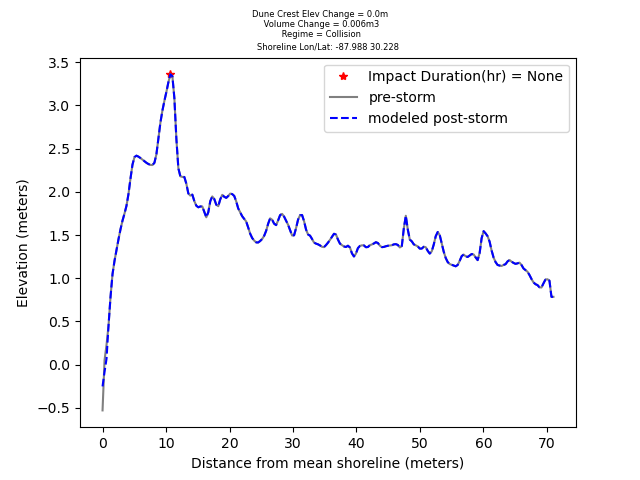 Dune Crest Elev Change = 0.0m
Volume Change = 0.006m3
Regime = Collision
Shoreline Lon/Lat: -87.988 30.228
Impact Duration(hr) = None
pre-storm
modeled post-storm
Elevation (meters)
3.5
3.0
2.5
2.0
1.5
1.0
0.5
0.0
−0.5
0 10 20 30 40 50 60 70
Distance from mean shoreline (meters)